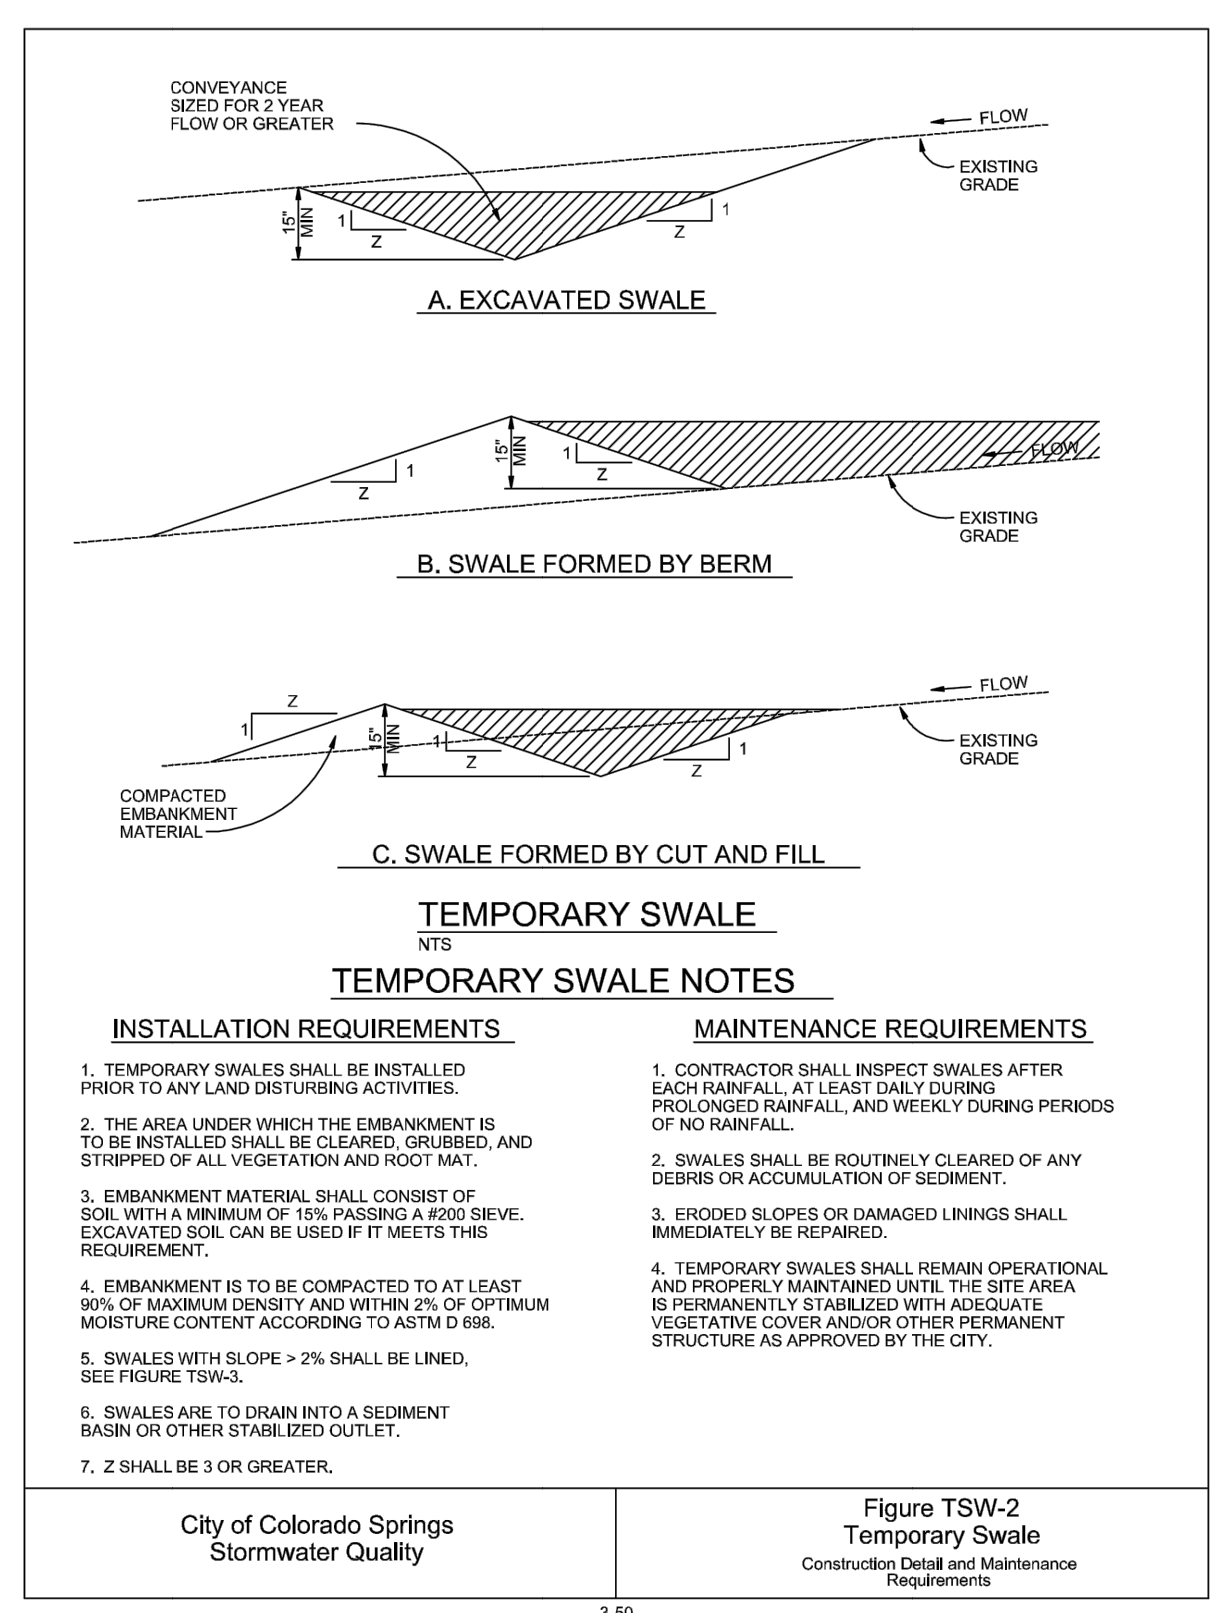 CONVEYANCE
SIZED FOR 2 YEAR
FLOW OR GREATER
FLOW
EXISTING
GRADE
15"
MIN
1
Z
1
Z
A. EXCAVATED SWALE
15"
MIN
1
Z
1
Z
FLOW
EXISTING
GRADE
B. SWALE FORMED BY BERM
FLOW
Z
1
15"
MIN
1
Z
1
Z
EXISTING
GRADE
COMPACTED
EMBANKMENT
MATERIAL
C. SWALE FORMED BY CUT AND FILL
TEMPORARY SWALE
NTS
TEMPORARY SWALE NOTES
INSTALLATION REQUIREMENTS
1. TEMPORARY SWALES SHALL BE INSTALLED
PRIOR TO ANY LAND DISTURBING ACTIVITIES.
2. THE AREA UNDER WHICH THE EMBANKMENT IS
TO BE INSTALLED SHALL BE CLEARED, GRUBBED, AND
STRIPPED OF ALL VEGETATION AND ROOT MAT.
3. EMBANKMENT MATERIAL SHALL CONSIST OF
SOIL WITH A MINIMUM OF 15% PASSING A #200 SIEVE.
EXCAVATED SOIL CAN BE USED IF IT MEETS THIS
REQUIREMENT.
4. EMBANKMENT IS TO BE COMPACTED TO AT LEAST
90% OF MAXIMUM DENSITY AND WITHIN 2% OF OPTIMUM
MOISTURE CONTENT ACCORDING TO ASTM D 698.
5. SWALES WITH SLOPE > 2% SHALL BE LINED,
SEE FIGURE TSW-3.
6. SWALES ARE TO DRAIN INTO A SEDIMENT
BASIN OR OTHER STABILIZED OUTLET.
7. Z SHALL BE 3 OR GREATER.
MAINTENANCE REQUIREMENTS
1. CONTRACTOR SHALL INSPECT SWALES AFTER
EACH RAINFALL, AT LEAST DAILY DURING
PROLONGED RAINFALL, AND WEEKLY DURING PERIODS
OF NO RAINFALL.
2. SWALES SHALL BE ROUTINELY CLEARED OF ANY
DEBRIS OR ACCUMULATION OF SEDIMENT.
3. ERODED SLOPES OR DAMAGED LININGS SHALL
IMMEDIATELY BE REPAIRED.
4. TEMPORARY SWALES SHALL REMAIN OPERATIONAL
AND PROPERLY MAINTAINED UNTIL THE SITE AREA
IS PERMANENTLY STABILIZED WITH ADEQUATE
VEGETATIVE COVER AND/OR OTHER PERMANENT
STRUCTURE AS APPROVED BY THE CITY.
City of Colorado Springs
Stormwater Quality
Figure TSW-2
Temporary Swale
Construction Detail and Maintenance
Requirements